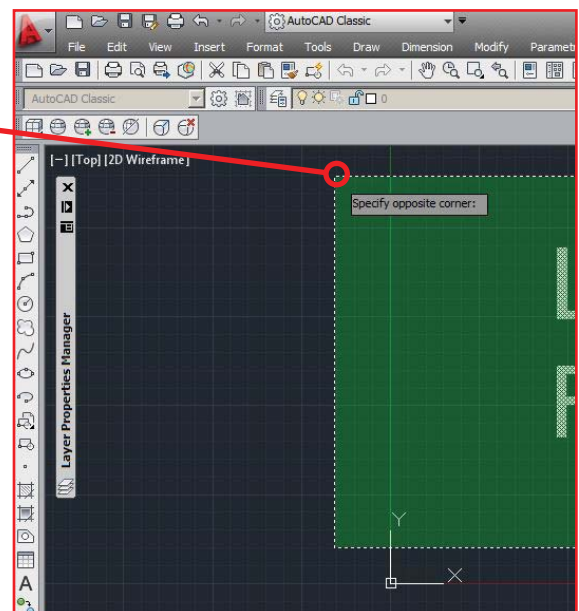 AutoCAD Classic
File Edit View Insert Format Tools Draw Dimension Modify
AutoCAD Classic 0
[−] [Top] [2D Wireframe]
Specify opposite corner:
Layer Properties Manager
L
Y
X
A